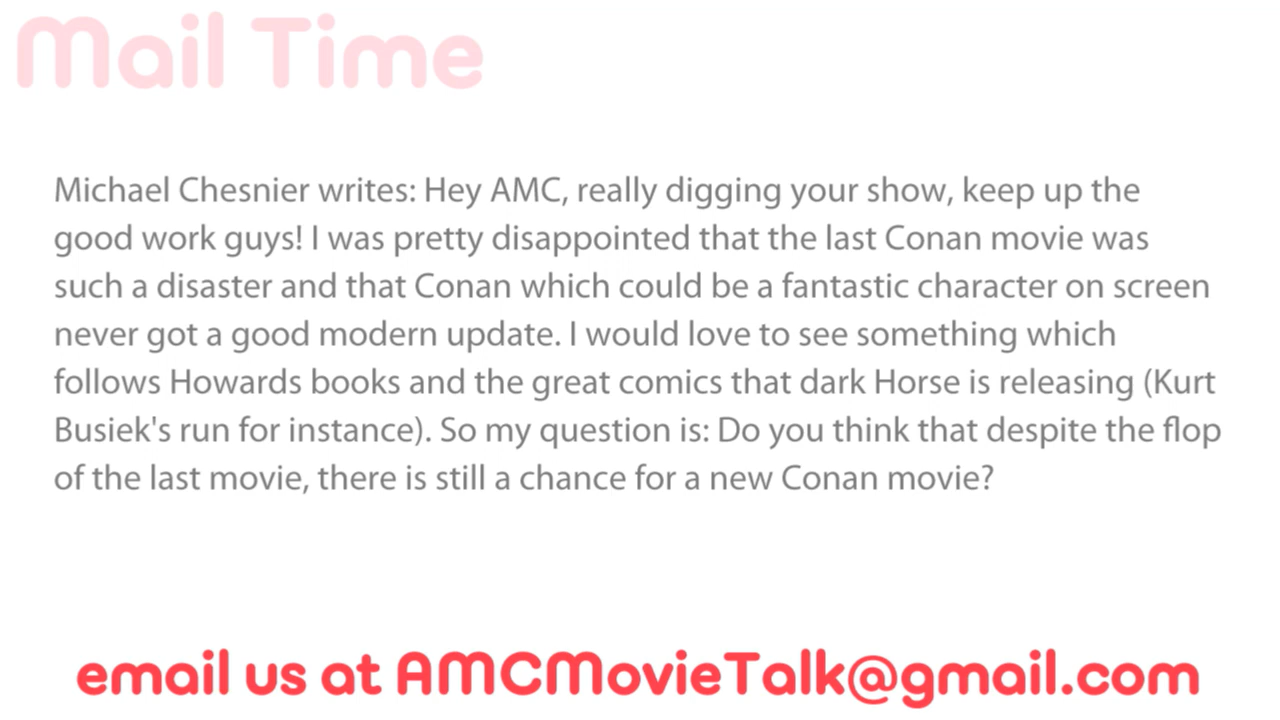 Mail Time
Michael Chesnier writes: Hey AMC, really digging your show, keep up the
good work guys! I was pretty disappointed that the last Conan movie was
such a disaster and that Conan which could be a fantastic character on screen
never got a good modern update. I would love to see something which
follows Howards books and the great comics that dark Horse is releasing (Kurt
Busiek's run for instance). So my question is: Do you think that despite the flop
of the last movie, there is still a chance for a new Conan movie?
email us at AMCMovieTalk@gmail.com